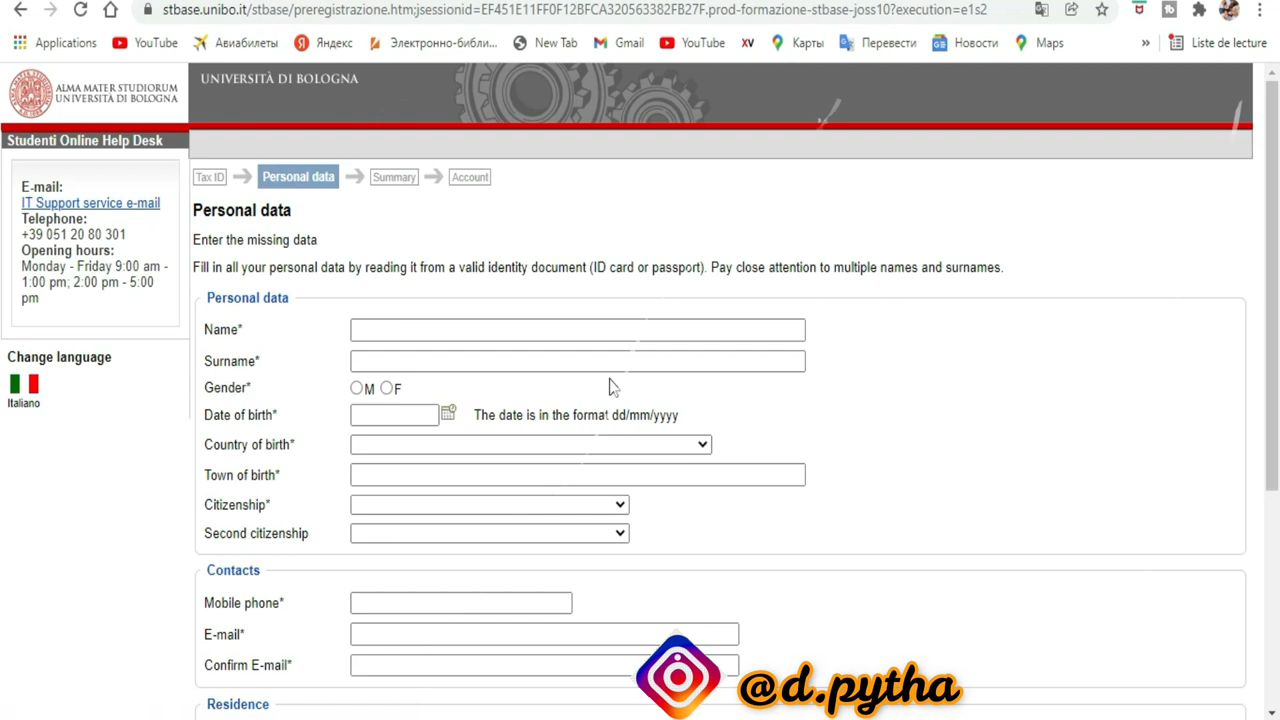 stbase.unibo.it/stbase/preregistrazione.htm;jsessionid=EF451E11FF0F12BFCA320563382FB27F.prod-formazione-stbase-joss10?execution=e1s2
Applications YouTube Авиабилеты Яндекс Электронно-библи... New Tab Gmail YouTube XV Карты Перевести Новости Maps » Liste de lecture
ALMA MATER STUDIORUM
UNIVERSITÀ DI BOLOGNA
UNIVERSITÀ DI BOLOGNA
Studenti Online Help Desk
E-mail:
IT Support service e-mail
Telephone:
+39 051 20 80 301
Opening hours:
Monday - Friday 9:00 am -
1:00 pm; 2:00 pm - 5:00
pm
Change language
Italiano
Tax ID Personal data Summary Account
Personal data
Enter the missing data
Fill in all your personal data by reading it from a valid identity document (ID card or passport). Pay close attention to multiple names and surnames.
Personal data
Name*
Surname*
Gender* M F
Date of birth* The date is in the format dd/mm/yyyy
Country of birth*
Town of birth*
Citizenship*
Second citizenship
Contacts
Mobile phone*
E-mail*
Confirm E-mail*
Residence
@d.pytha